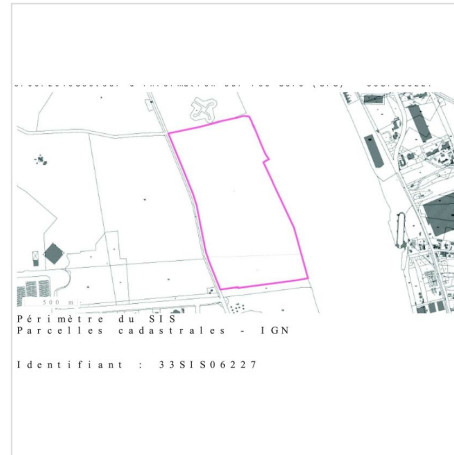 500 m
Périmètre du SIS
Parcelles cadastrales - IGN
Identifiant : 33SIS06227